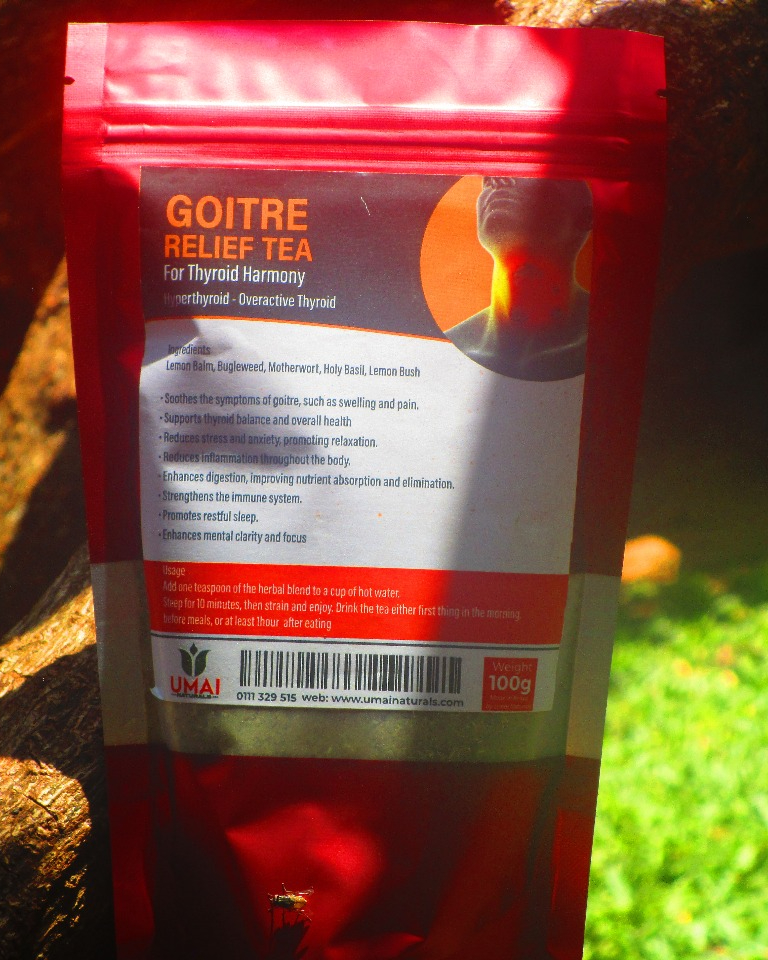 GOITRE
RELIEF TEA
For Thyroid Harmony
Hyperthyroid - Overactive Thyroid
Ingredients
Lemon Balm, Bugleweed, Motherwort, Holy Basil, Lemon Bush
• Soothes the symptoms of goitre, such as swelling and pain.
• Supports thyroid balance and overall health
• Reduces stress and anxiety, promoting relaxation.
• Reduces inflammation throughout the body.
• Enhances digestion, improving nutrient absorption and elimination.
• Strengthens the immune system.
• Promotes restful sleep.
• Enhances mental clarity and focus
Usage
Add one teaspoon of the herbal blend to a cup of hot water.
Steep for 10 minutes, then strain and enjoy. Drink the tea either first thing in the morning,
before meals, or at least 1hour after eating
UMAI
NATURALS
0111 329 515 web: www.umainaturals.com
Weight
100g